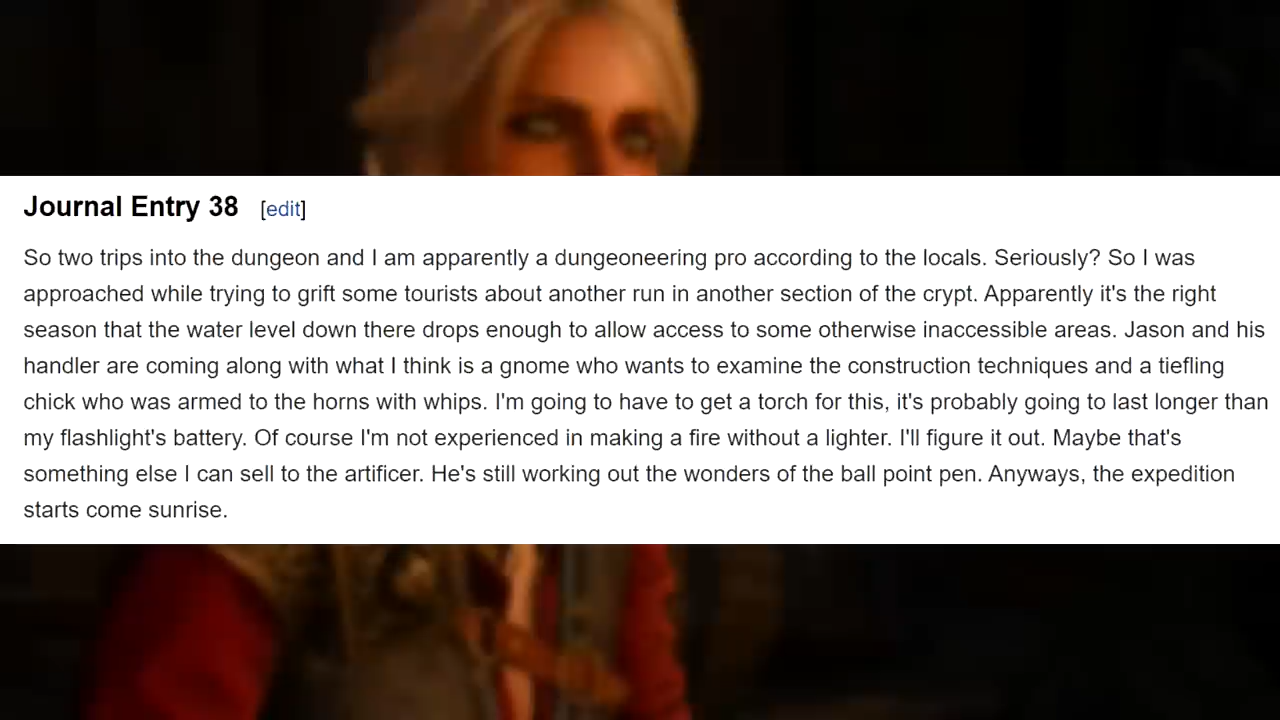 Journal Entry 38 [edit]
So two trips into the dungeon and I am apparently a dungeoneering pro according to the locals. Seriously? So I was
approached while trying to grift some tourists about another run in another section of the crypt. Apparently it's the right
season that the water level down there drops enough to allow access to some otherwise inaccessible areas. Jason and his
handler are coming along with what I think is a gnome who wants to examine the construction techniques and a tiefling
chick who was armed to the horns with whips. I'm going to have to get a torch for this, it's probably going to last longer than
my flashlight's battery. Of course I'm not experienced in making a fire without a lighter. I'll figure it out. Maybe that's
something else I can sell to the artificer. He's still working out the wonders of the ball point pen. Anyways, the expedition
starts come sunrise.